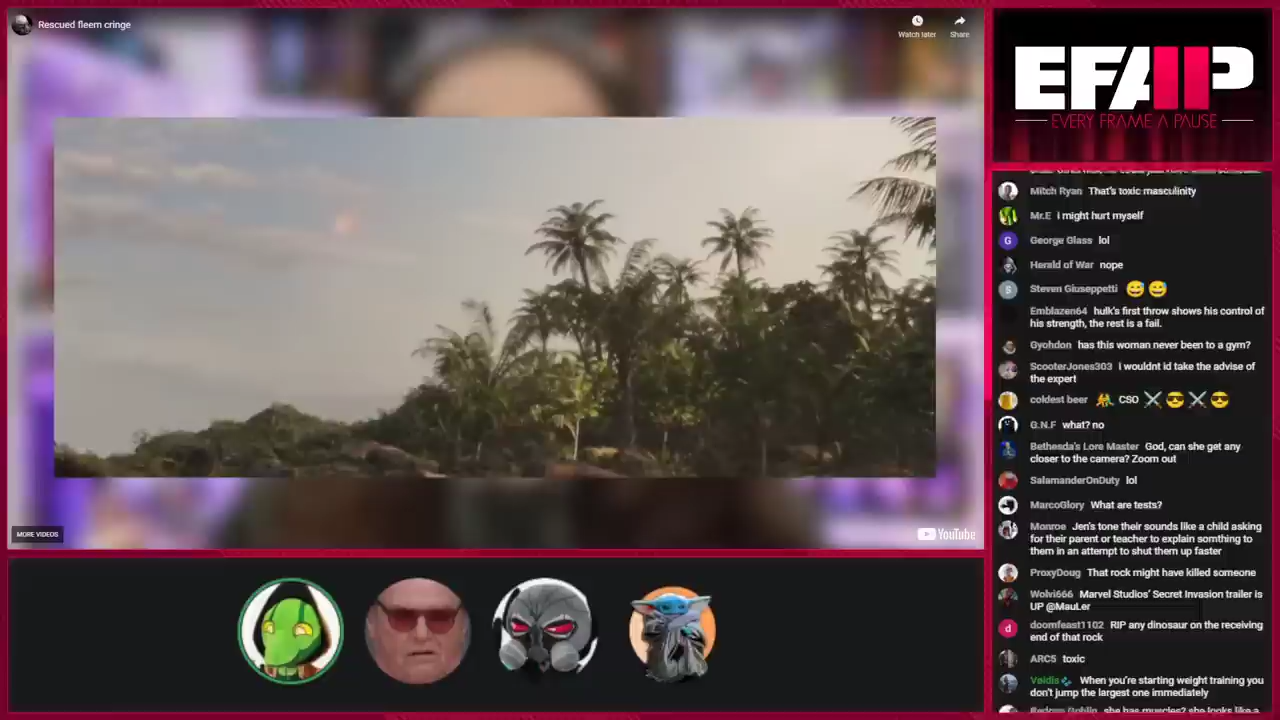 Rescued fleem cringe
Watch later
Share
MORE VIDEOS
YouTube
EFAP
EVERY FRAME A PAUSE
Mitch Ryan That's toxic masculinity
Mr.E i might hurt myself
G
George Glass lol
Herald of War nope
S
Steven Giuseppetti 😅 😅
Emblazen64 hulk's first throw shows his control of
his strength, the rest is a fail.
Gyohdon has this woman never been to a gym?
ScooterJones303 i wouldnt id take the advise of
the expert
coldest beer CSO ⚔ 😎 ⚔ 😎
G.N.F what? no
Bethesda's Lore Master God, can she get any
closer to the camera? Zoom out
SalamanderOnDuty lol
MarcoGlory What are tests?
Monroe Jen's tone their sounds like a child asking
for their parent or teacher to explain somthing to
them in an attempt to shut them up faster
ProxyDoug That rock might have killed someone
Wolvi666 Marvel Studios' Secret Invasion trailer is
UP @MauLer
d
doomfeast1102 RIP any dinosaur on the receiving
end of that rock
ARC5 toxic
Vøldis When you're starting weight training you
don't jump the largest one immediately
she has muscles? she looks like a